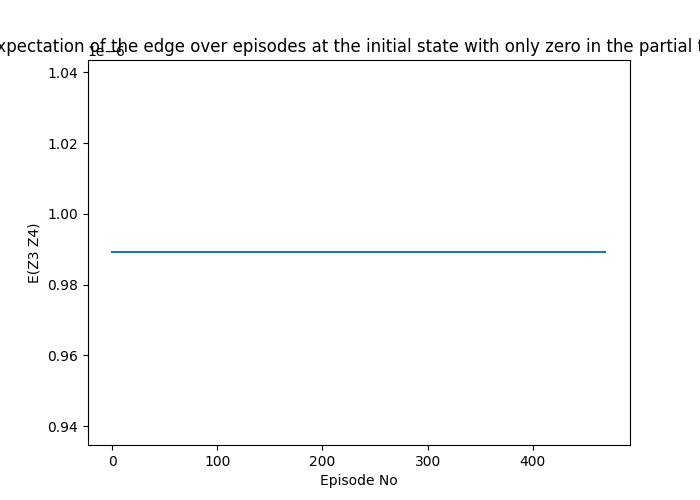 xpectation of the edge over episodes at the initial state with only zero in the partial t
1e−6
1.04
1.02
1.00
0.98
0.96
0.94
E(Z3 Z4)
0 100 200 300 400
Episode No